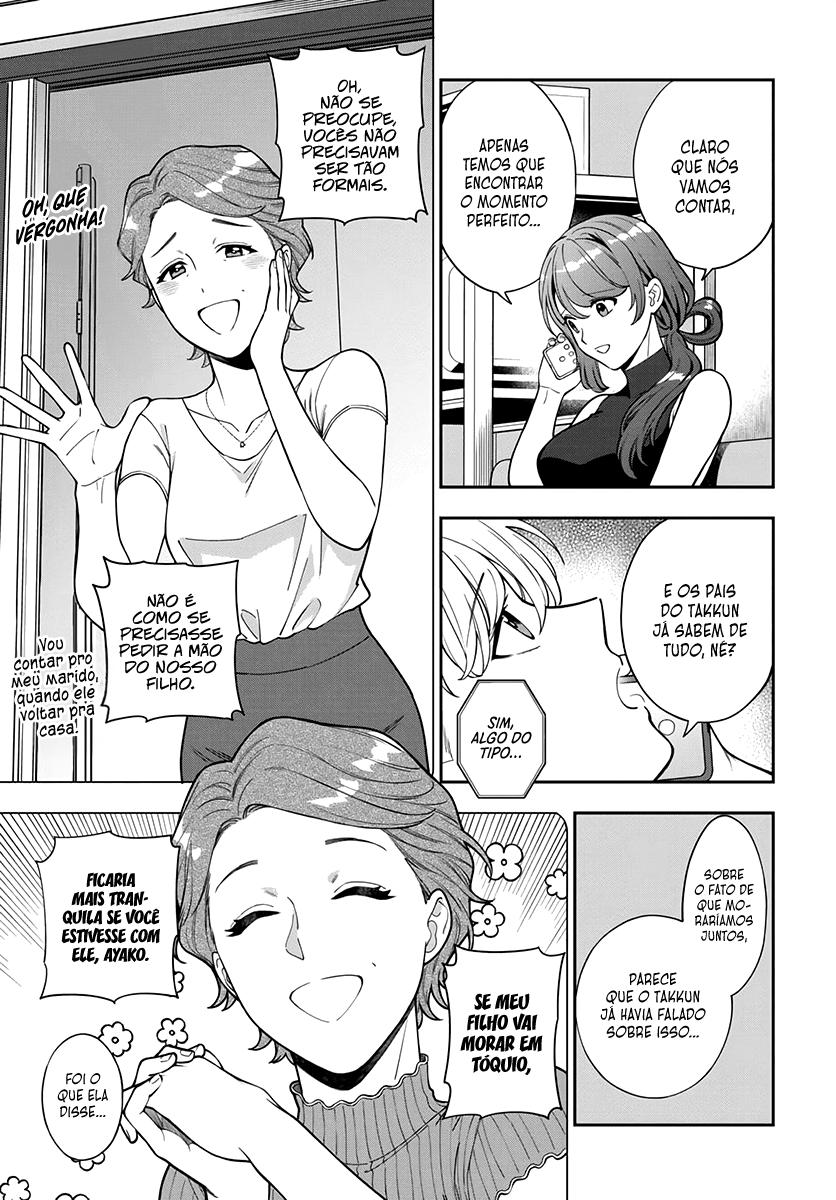 CLARO
QUE NÓS
VAMOS
CONTAR,
APENAS
TEMOS QUE
ENCONTRAR
O MOMENTO
PERFEITO...
E OS PAIS
DO TAKKUN
JÁ SABEM DE
TUDO, NÉ?
SIM,
ALGO DO
TIPO...
OH,
NÃO SE
PREOCUPE,
VOCÊS NÃO
PRECISAVAM
SER TÃO
FORMAIS.
OH, QUE
VERGONHA!
NÃO É
COMO SE
PRECISASSE
PEDIR A MÃO
DO NOSSO
FILHO.
Vou
contar pro
meu marido,
quando ele
voltar pra
casa!
SOBRE
O FATO DE
QUE MO-
RARÍAMOS
JUNTOS,
PARECE
QUE O TAKKUN
JÁ HAVIA FALADO
SOBRE ISSO...
SE MEU
FILHO VAI
MORAR EM
TÓQUIO,
FICARIA
MAIS TRAN-
QUILA SE VOCÊ
ESTIVESSE COM
ELE, AYAKO.
FOI O
QUE ELA
DISSE...